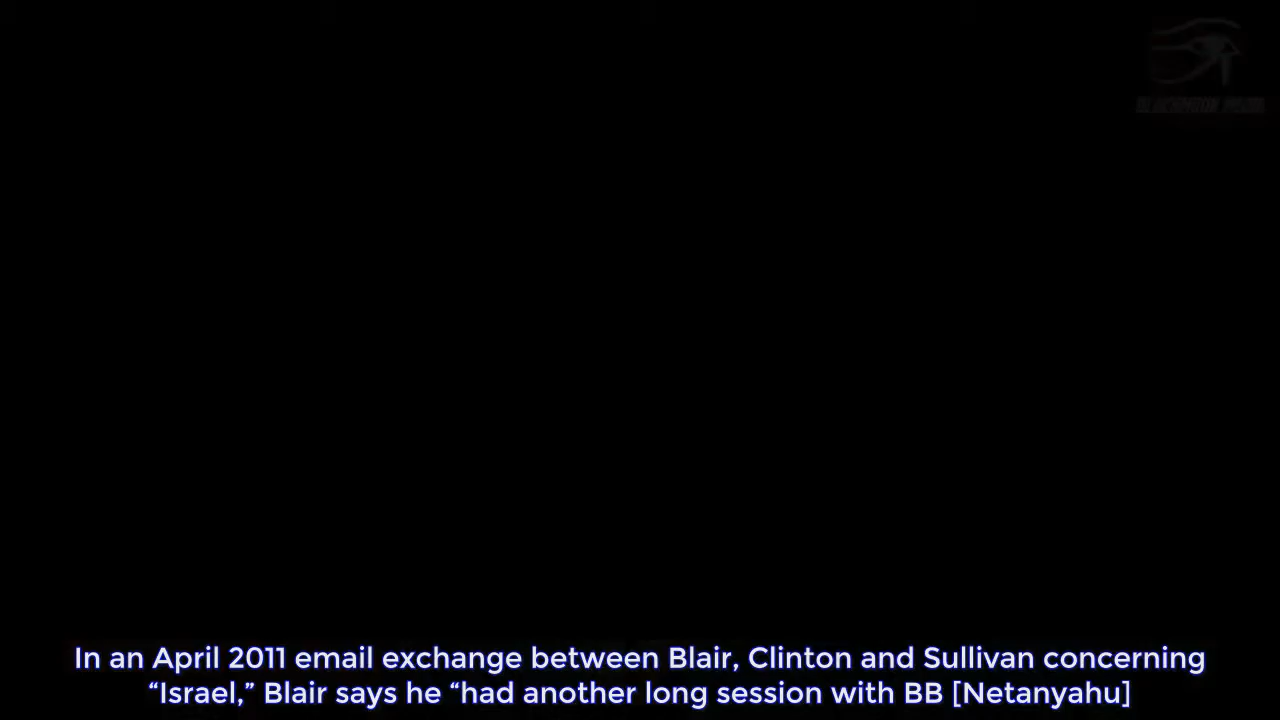 In an April 2011 email exchange between Blair, Clinton and Sullivan concerning
“Israel,” Blair says he “had another long session with BB [Netanyahu]